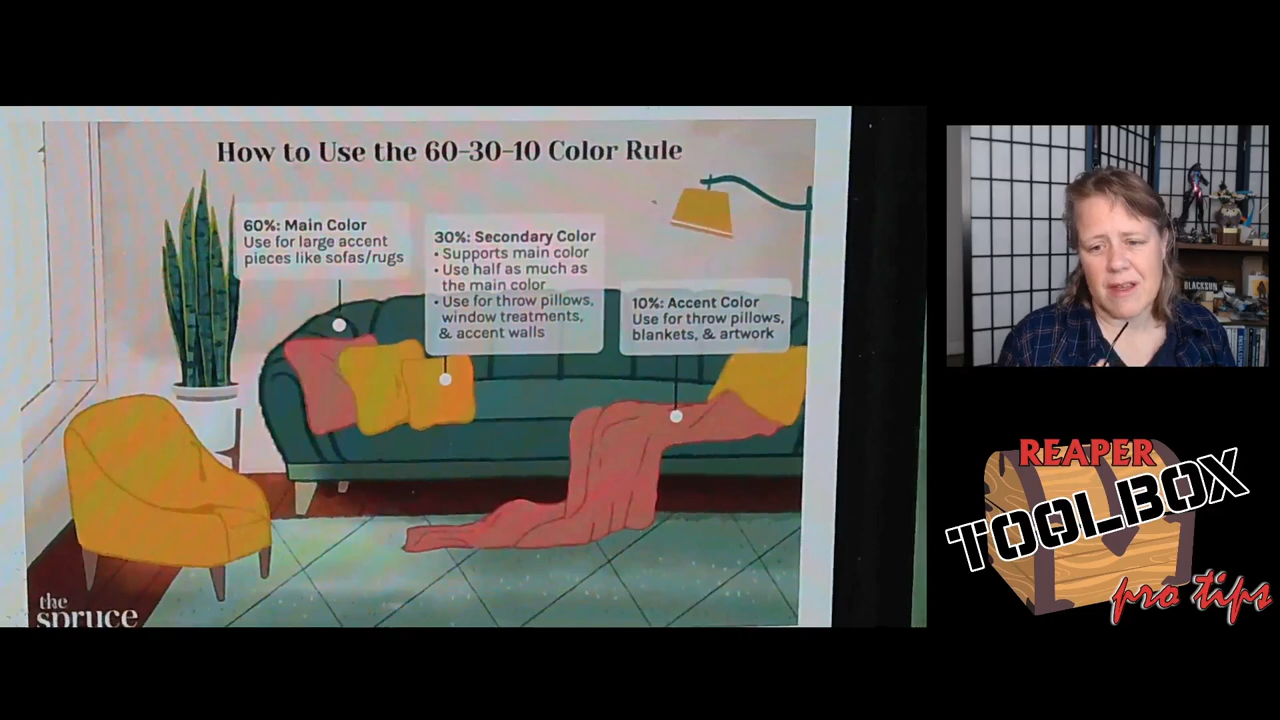 How to Use the 60-30-10 Color Rule
60%: Main Color
Use for large accent
pieces like sofas/rugs
30%: Secondary Color
• Supports main color
• Use half as much as
the main color
• Use for throw pillows,
window treatments,
& accent walls
10%: Accent Color
Use for throw pillows,
blankets, & artwork
the
spruce
BLACKSUN
REAPER
TOOLBOX
pro tips